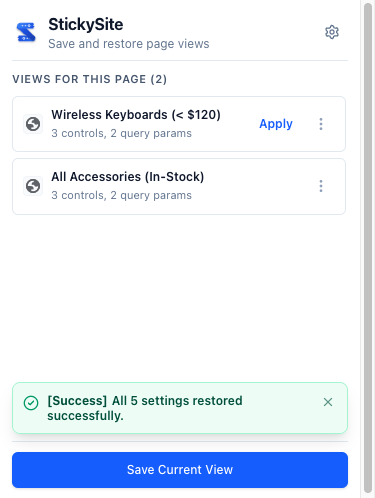 StickySite
Save and restore page views
VIEWS FOR THIS PAGE (2)
Wireless Keyboards (< $120)
3 controls, 2 query params
Apply
All Accessories (In-Stock)
3 controls, 2 query params
[Success] All 5 settings restored
successfully.
Save Current View